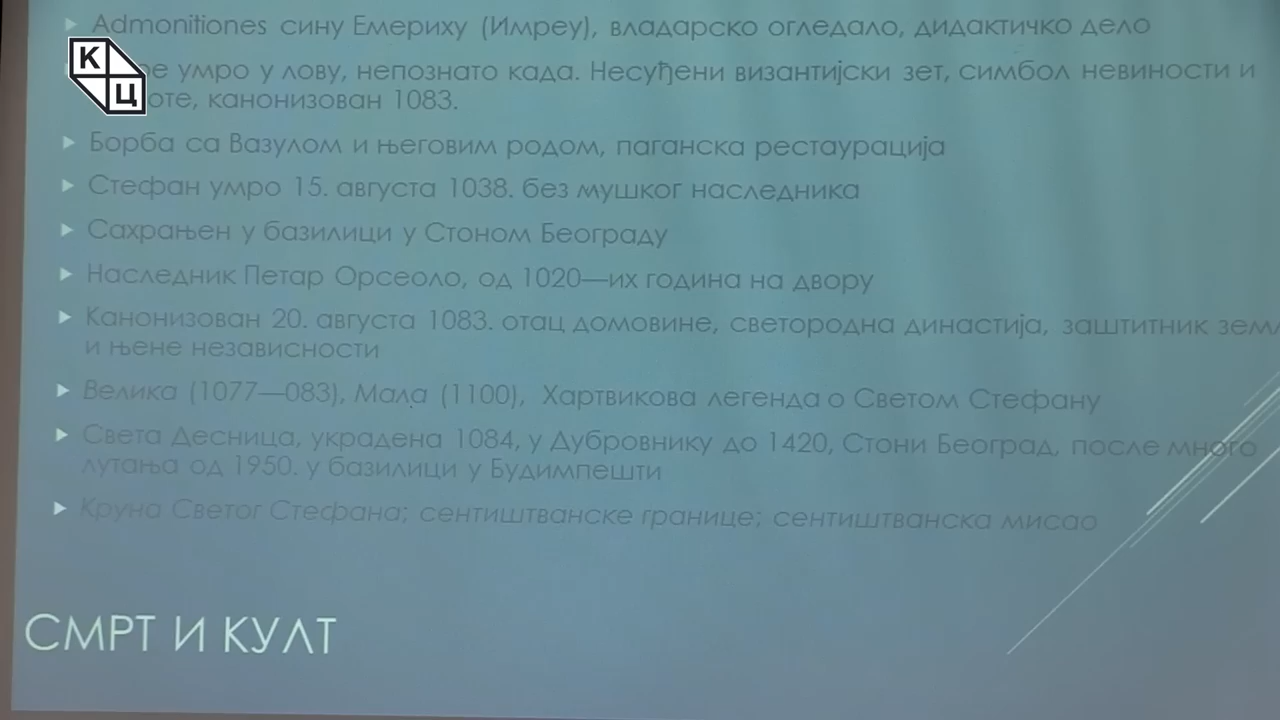 Admonitiones сину Емериху (Имреу), владарско огледало, дидактичко дело
К Ц
умро у лову, непознато када. Несуђени византијски зет, симбол невиности и
канонизован 1083.
Борба са Вазулом и његовим родом, паганска рестаурација
Стефан умро 15. августа 1038. без мушког наследника
Сахрањен у базилици у Стоном Београду
Наследник Петар Орсеоло, од 1020—их година на двору
Канонизован 20. августа 1083. отац домовине, светородна династија, заштитник
и њене независности
Велика (1077—083), Мала (1100), Хартвикова легенда о Светом Стефану
Света Десница, украдена 1084, у Дубровнику до 1420, Стони Београд, после много
лутања од 1950. у базилици у Будимпешти
Круна Светог Стефана; сентиштванске границе; сентиштванска мисао
СМРТ И КУЛТ